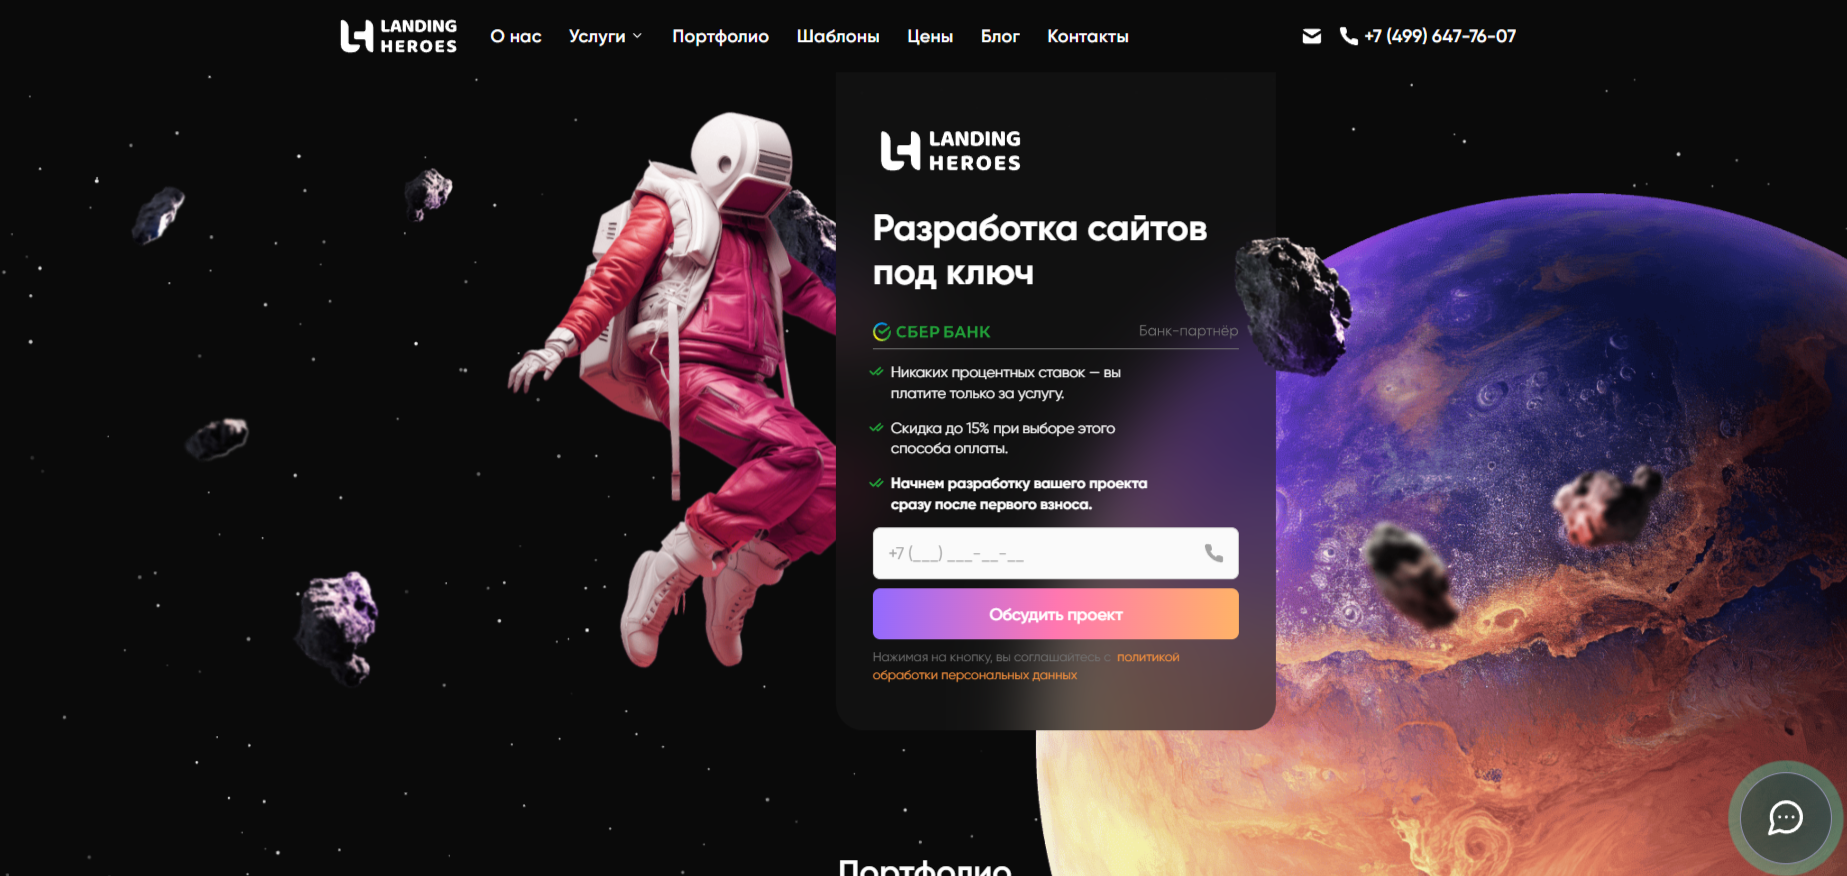 LANDING
HEROES
О нас Услуги Портфолио Шаблоны Цены Блог Контакты
+7 (499) 647-76-07
LANDING
HEROES
Разработка сайтов
под ключ
СБЕР БАНК
Банк-партнёр
Никаких процентных ставок — вы
платите только за услугу.
Скидка до 15% при выборе этого
способа оплаты.
Начнем разработку вашего проекта
сразу после первого взноса.
+7 (___) ___-__-__
Обсудить проект
Нажимая на кнопку, вы соглашайтесь с политикой
обработки персональных данных
Портфолио